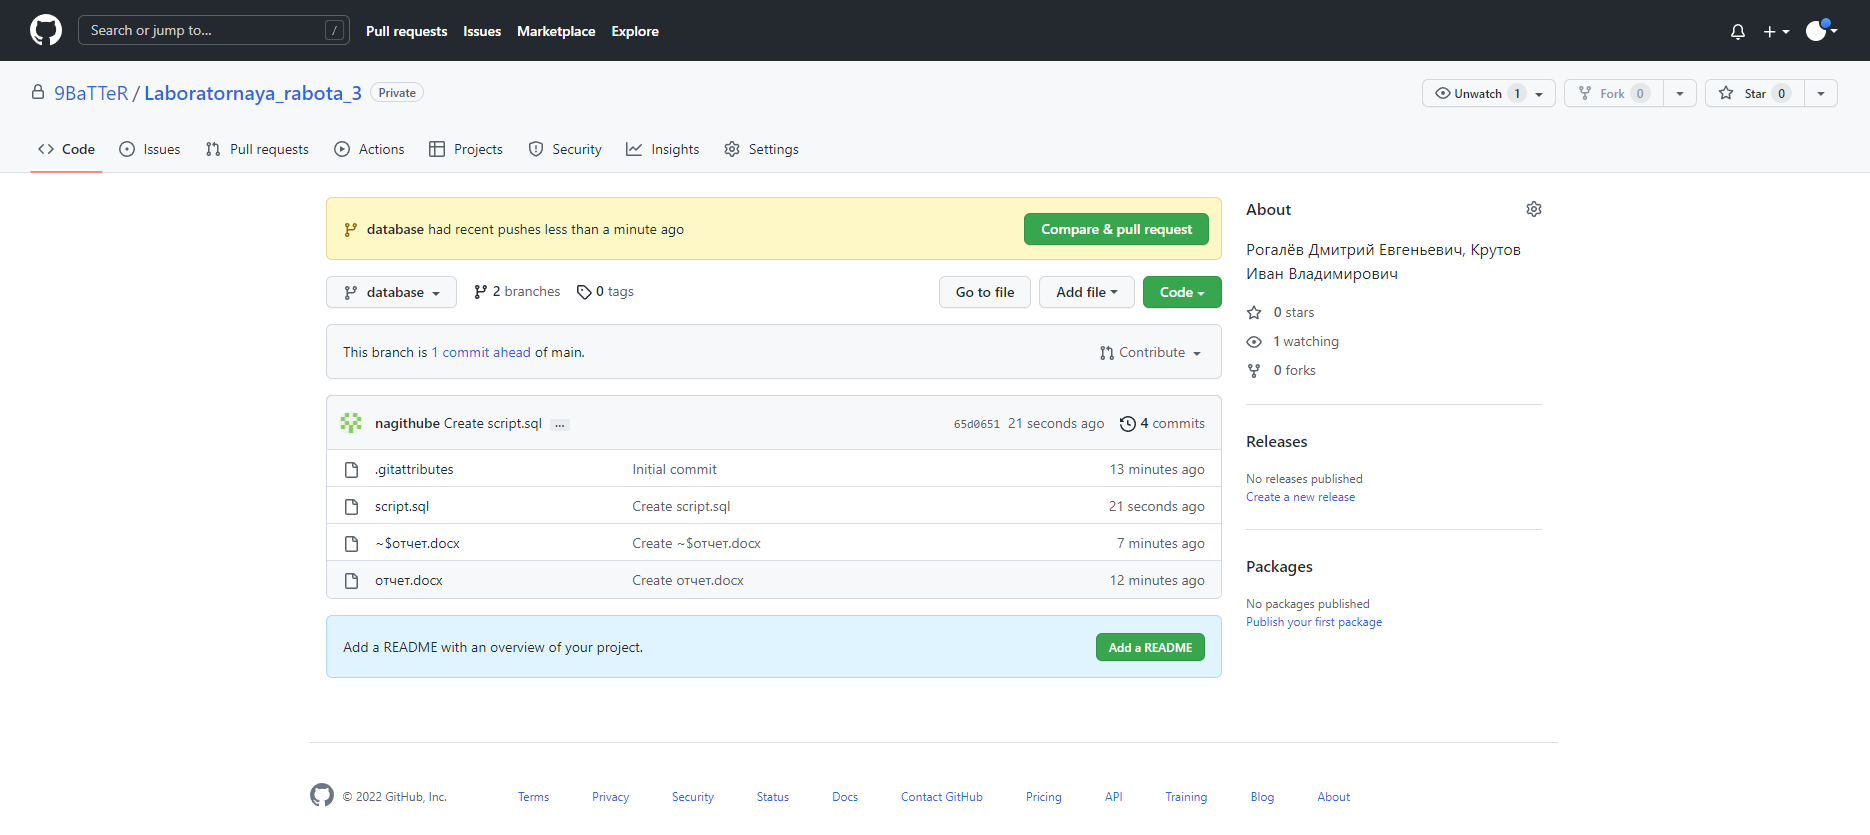 Search or jump to... / Pull requests Issues Marketplace Explore
9BaTTeR / Laboratornaya_rabota_3 Private Unwatch 1 Fork 0 Star 0
Code Issues Pull requests Actions Projects Security Insights Settings
database had recent pushes less than a minute ago Compare & pull request
database 2 branches 0 tags Go to file Add file Code
This branch is 1 commit ahead of main. Contribute
nagithube Create script.sql ... 65d0651 21 seconds ago 4 commits
.gitattributes Initial commit 13 minutes ago
script.sql Create script.sql 21 seconds ago
~$отчет.docx Create ~$отчет.docx 7 minutes ago
отчет.docx Create отчет.docx 12 minutes ago
Add a README with an overview of your project. Add a README
About
Рогалёв Дмитрий Евгеньевич, Крутов
Иван Владимирович
0 stars
1 watching
0 forks
Releases
No releases published
Create a new release
Packages
No packages published
Publish your first package
© 2022 GitHub, Inc. Terms Privacy Security Status Docs Contact GitHub Pricing API Training Blog About